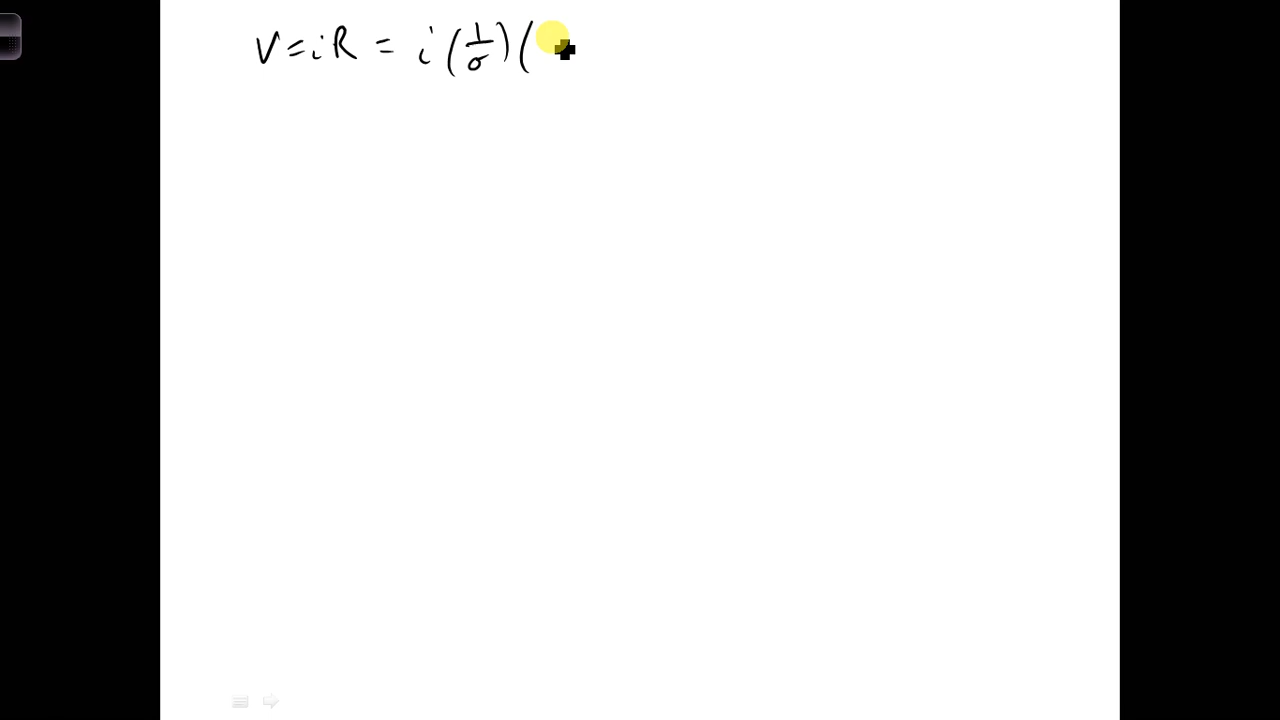 V = iR = i (1/σ) (